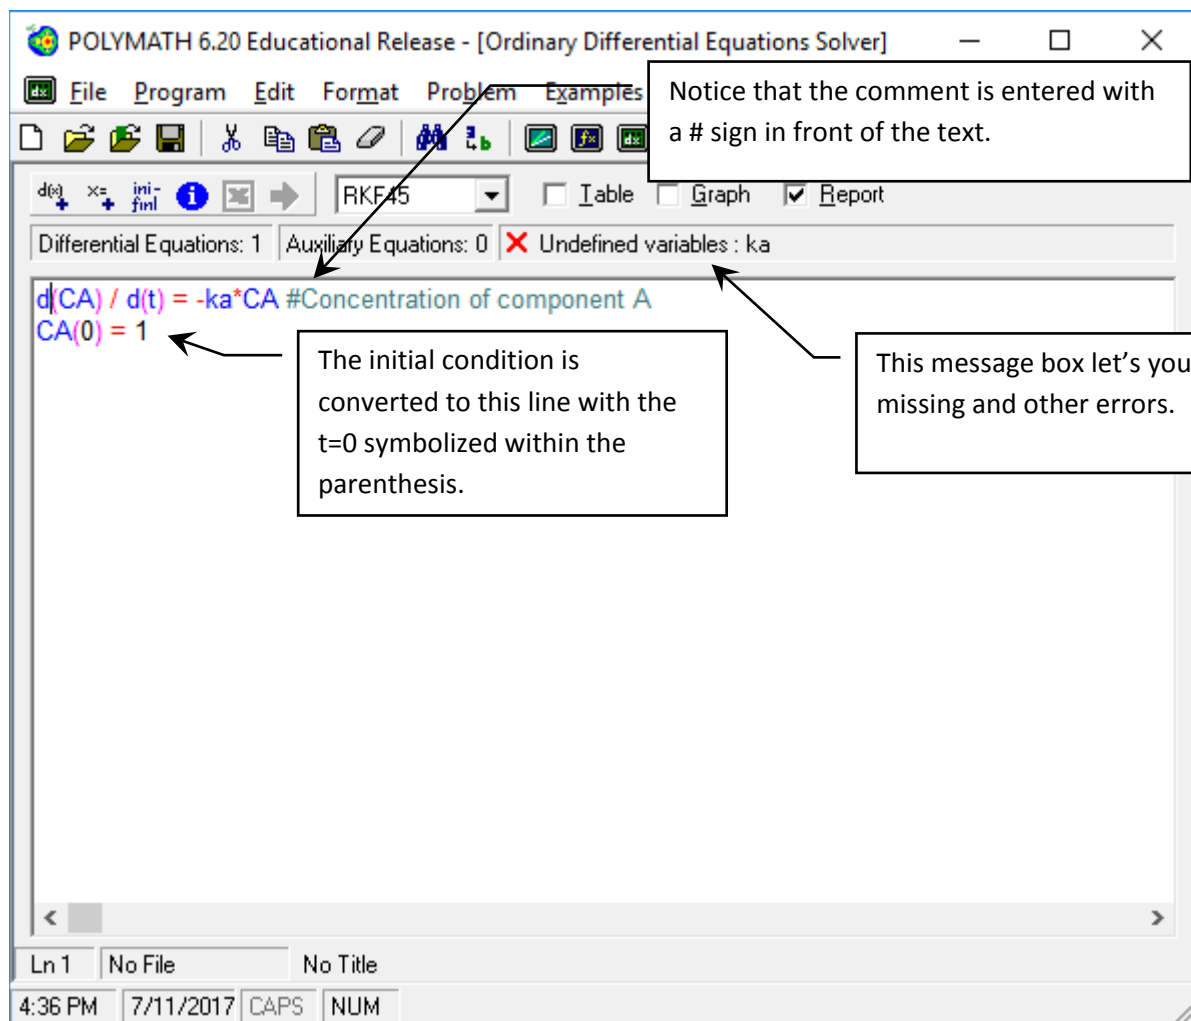 POLYMATH 6.20 Educational Release - [Ordinary Differential Equations Solver]
File Program Edit Format Problem Examples
Notice that the comment is entered with
a # sign in front of the text.
d(x) x= ini-
finl
RKF45 Table Graph Report
Differential Equations: 1 Auxiliary Equations: 0 Undefined variables : ka
d(CA) / d(t) = -ka*CA #Concentration of component A
CA(0) = 1
The initial condition is
converted to this line with the
t=0 symbolized within the
parenthesis.
This message box let's you
missing and other errors.
Ln 1 No File No Title
4:36 PM 7/11/2017 CAPS NUM